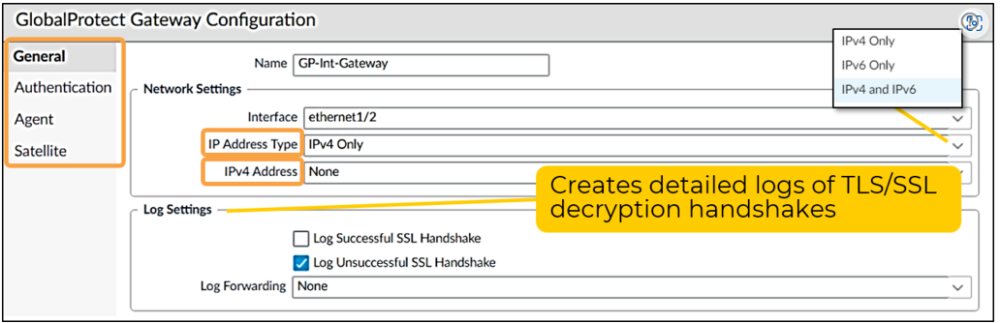 GlobalProtect Gateway Configuration
General
Authentication
Agent
Satellite
Name GP-Int-Gateway
Network Settings
Interface ethernet1/2
IP Address Type IPv4 Only
IPv4 Address None
IPv4 Only
IPv6 Only
IPv4 and IPv6
Creates detailed logs of TLS/SSL
decryption handshakes
Log Settings
Log Successful SSL Handshake
Log Unsuccessful SSL Handshake
Log Forwarding None